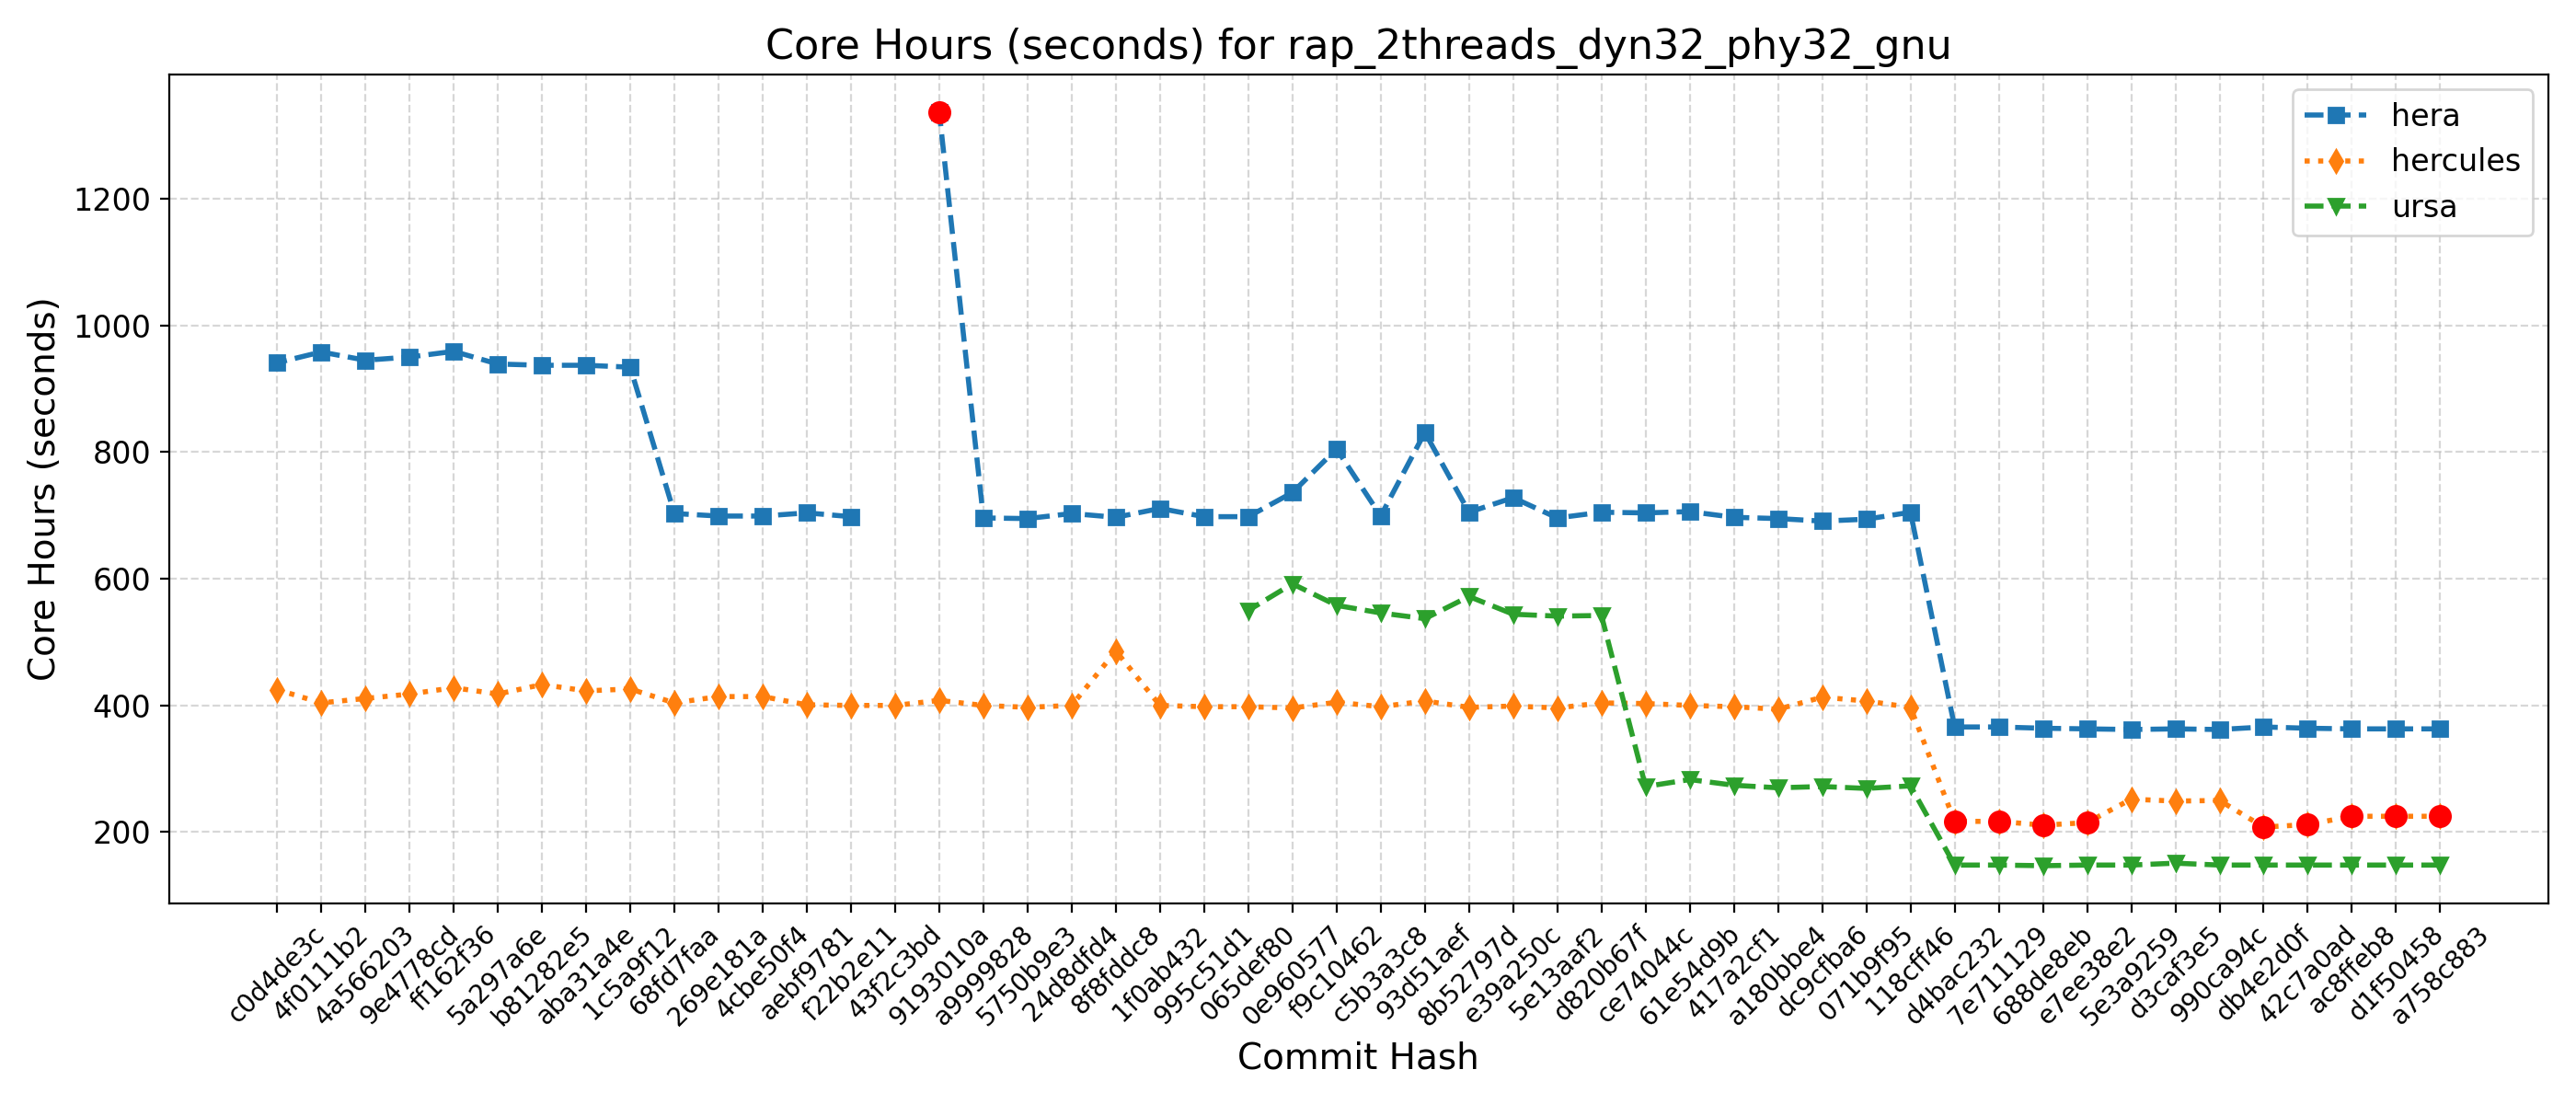 Core Hours (seconds) for rap_2threads_dyn32_phy32_gnu
hera
hercules
ursa
Core Hours (seconds)
1200
1000
800
600
400
200
c0d4de3c
4f0111b2
4a566203
9e4778cd
ff162f36
5a297a6e
b81282e5
aba31a4e
1c5a9f12
68fd7faa
269e181a
4cbe50f4
aebf9781
f22b2e11
43f2c3bd
9193010a
a9999828
5750b9e3
24d8dfd4
8f8fddc8
1f0ab432
995c51d1
065def80
0e960577
f9c10462
c5b3a3c8
93d51aef
8b52797d
e39a250c
5e13aaf2
d820b67f
ce74044c
61e54d9b
417a2cf1
a180bbe4
dc9cfba6
071b9f95
118cff46
d4bac232
7e711129
688de8eb
e7ee38e2
5e3a9259
d3caf3e5
990ca94c
db4e2d0f
42c7a0ad
ac8ffeb8
d1f50458
a758c883
Commit Hash